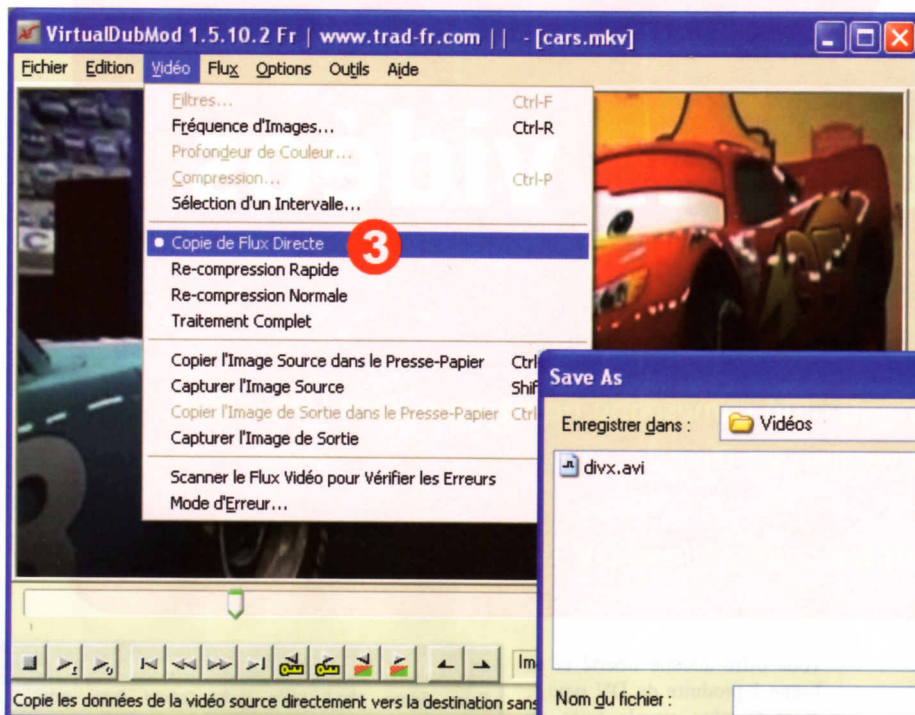 VirtualDubMod 1.5.10.2 Fr | www.trad-fr.com || - [cars.mkv]
Fichier Edition Vidéo Flux Options Outils Aide
Filtres... Ctrl-F
Fréquence d'Images... Ctrl-R
Profondeur de Couleur...
Compression... Ctrl-P
Sélection d'un Intervalle...
Copie de Flux Directe 3
Re-compression Rapide
Re-compression Normale
Traitement Complet
Copier l'Image Source dans le Presse-Papier Ctrl
Capturer l'Image Source Shif
Copier l'Image de Sortie dans le Presse-Papier Ctrl
Capturer l'Image de Sortie
Scanner le Flux Vidéo pour Vérifier les Erreurs
Mode d'Erreur...
Save As
Enregistrer dans : Vidéos
divx.avi
Im
Copie les données de la vidéo source directement vers la destination sans
Nom du fichier :